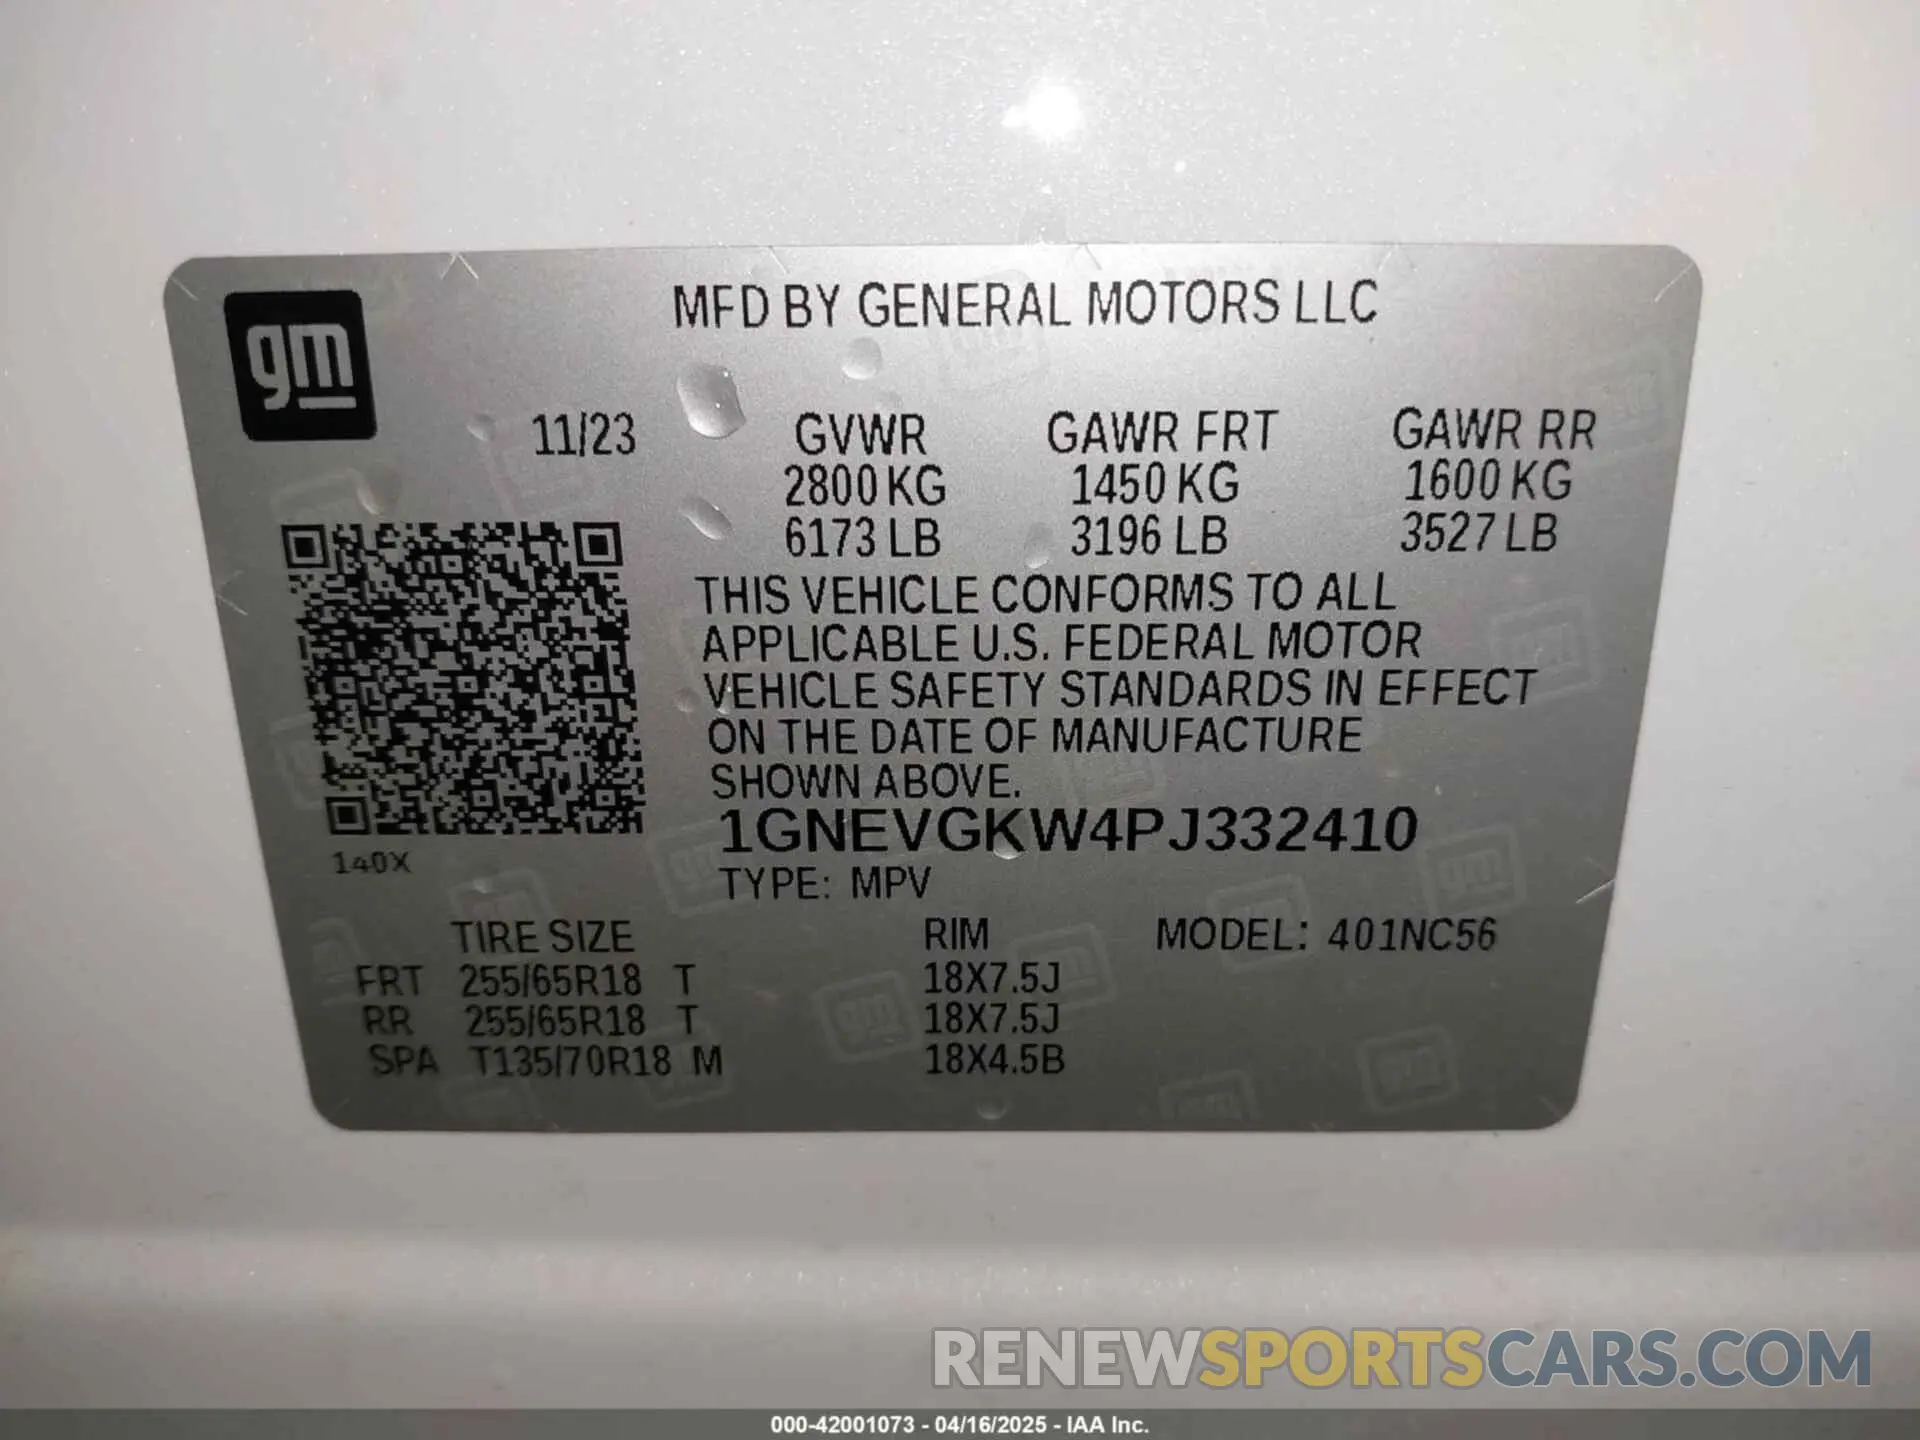 MFD BY GENERAL MOTORS LLC
gm
11/23 GVWR GAWR FRT GAWR RR
2800 KG 1450 KG 1600 KG
6173 LB 3196 LB 3527 LB
THIS VEHICLE CONFORMS TO ALL
APPLICABLE U.S. FEDERAL MOTOR
VEHICLE SAFETY STANDARDS IN EFFECT
ON THE DATE OF MANUFACTURE
SHOWN ABOVE.
1GNEVGKW4PJ332410
140X
TYPE: MPV
TIRE SIZE RIM MODEL: 401NC56
FRT 255/65R18 T 18X7.5J
RR 255/65R18 T 18X7.5J
SPA T135/70R18 M 18X4.5B
RENEWSPORTSCARS.COM
000-42001073 - 04/16/2025 - IAA Inc.